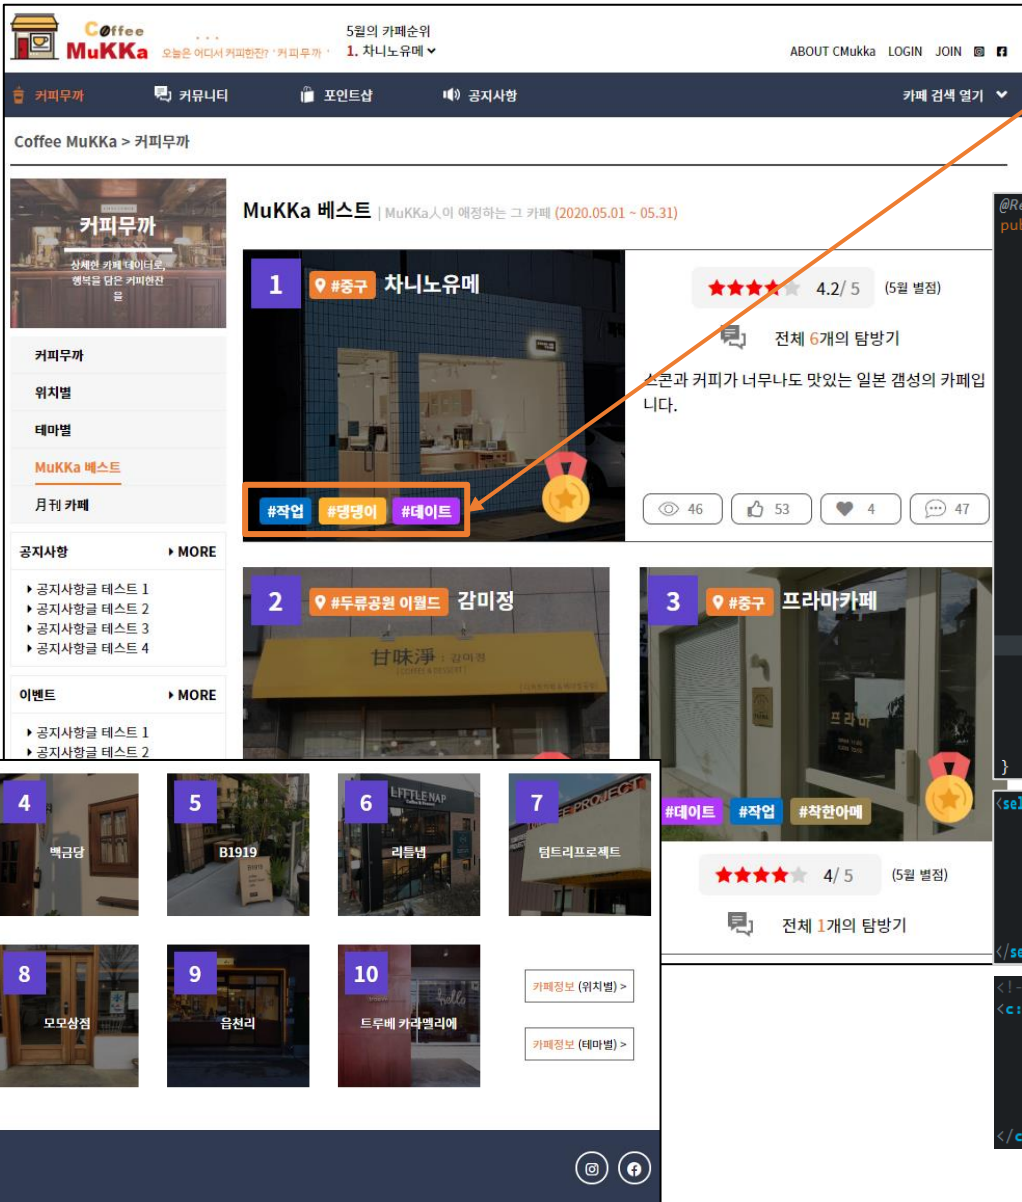 Coffee
MuKKa
오늘은 어디서 커피한잔? '커피무까'
5월의 카페순위
1. 차니노유메
ABOUT CMukka LOGIN JOIN
커피무까 커뮤니티 포인트샵 공지사항 카페 검색 열기
Coffee MuKKa > 커피무까
커피무까
상세한 카페 데이터로,
행복을 담은 커피한잔
을
커피무까
위치별
테마별
MuKKa 베스트
月刊 카페
공지사항 MORE
공지사항글 테스트 1
공지사항글 테스트 2
공지사항글 테스트 3
공지사항글 테스트 4
이벤트 MORE
공지사항글 테스트 1
공지사항글 테스트 2
MuKKa 베스트 | MuKKa人이 애정하는 그 카페 (2020.05.01 ~ 05.31)
1 #중구 차니노유메
#작업 #댕댕이 #데이트
4.2/ 5 (5월 별점)
전체 6개의 탐방기
스콘과 커피가 너무나도 맛있는 일본 갬성의 카페입
니다.
46 53 4 47
2 #두류공원 이월드 감미정
甘味淨 : 감미정
3 #중구 프라마카페
프라마
#데이트 #작업 #착한아메
4/ 5 (5월 별점)
전체 1개의 탐방기
4 백금당
5 B1919
6 리틀냅
LITTLE NAP
7 텀트리프로젝트
8 모모상점
9 읍천리
10 트루베 카라멜리에
hello
카페정보 (위치별) >
카페정보 (테마별) >
@Re
pub
}
<sel
</se
<!-
<c:
</c